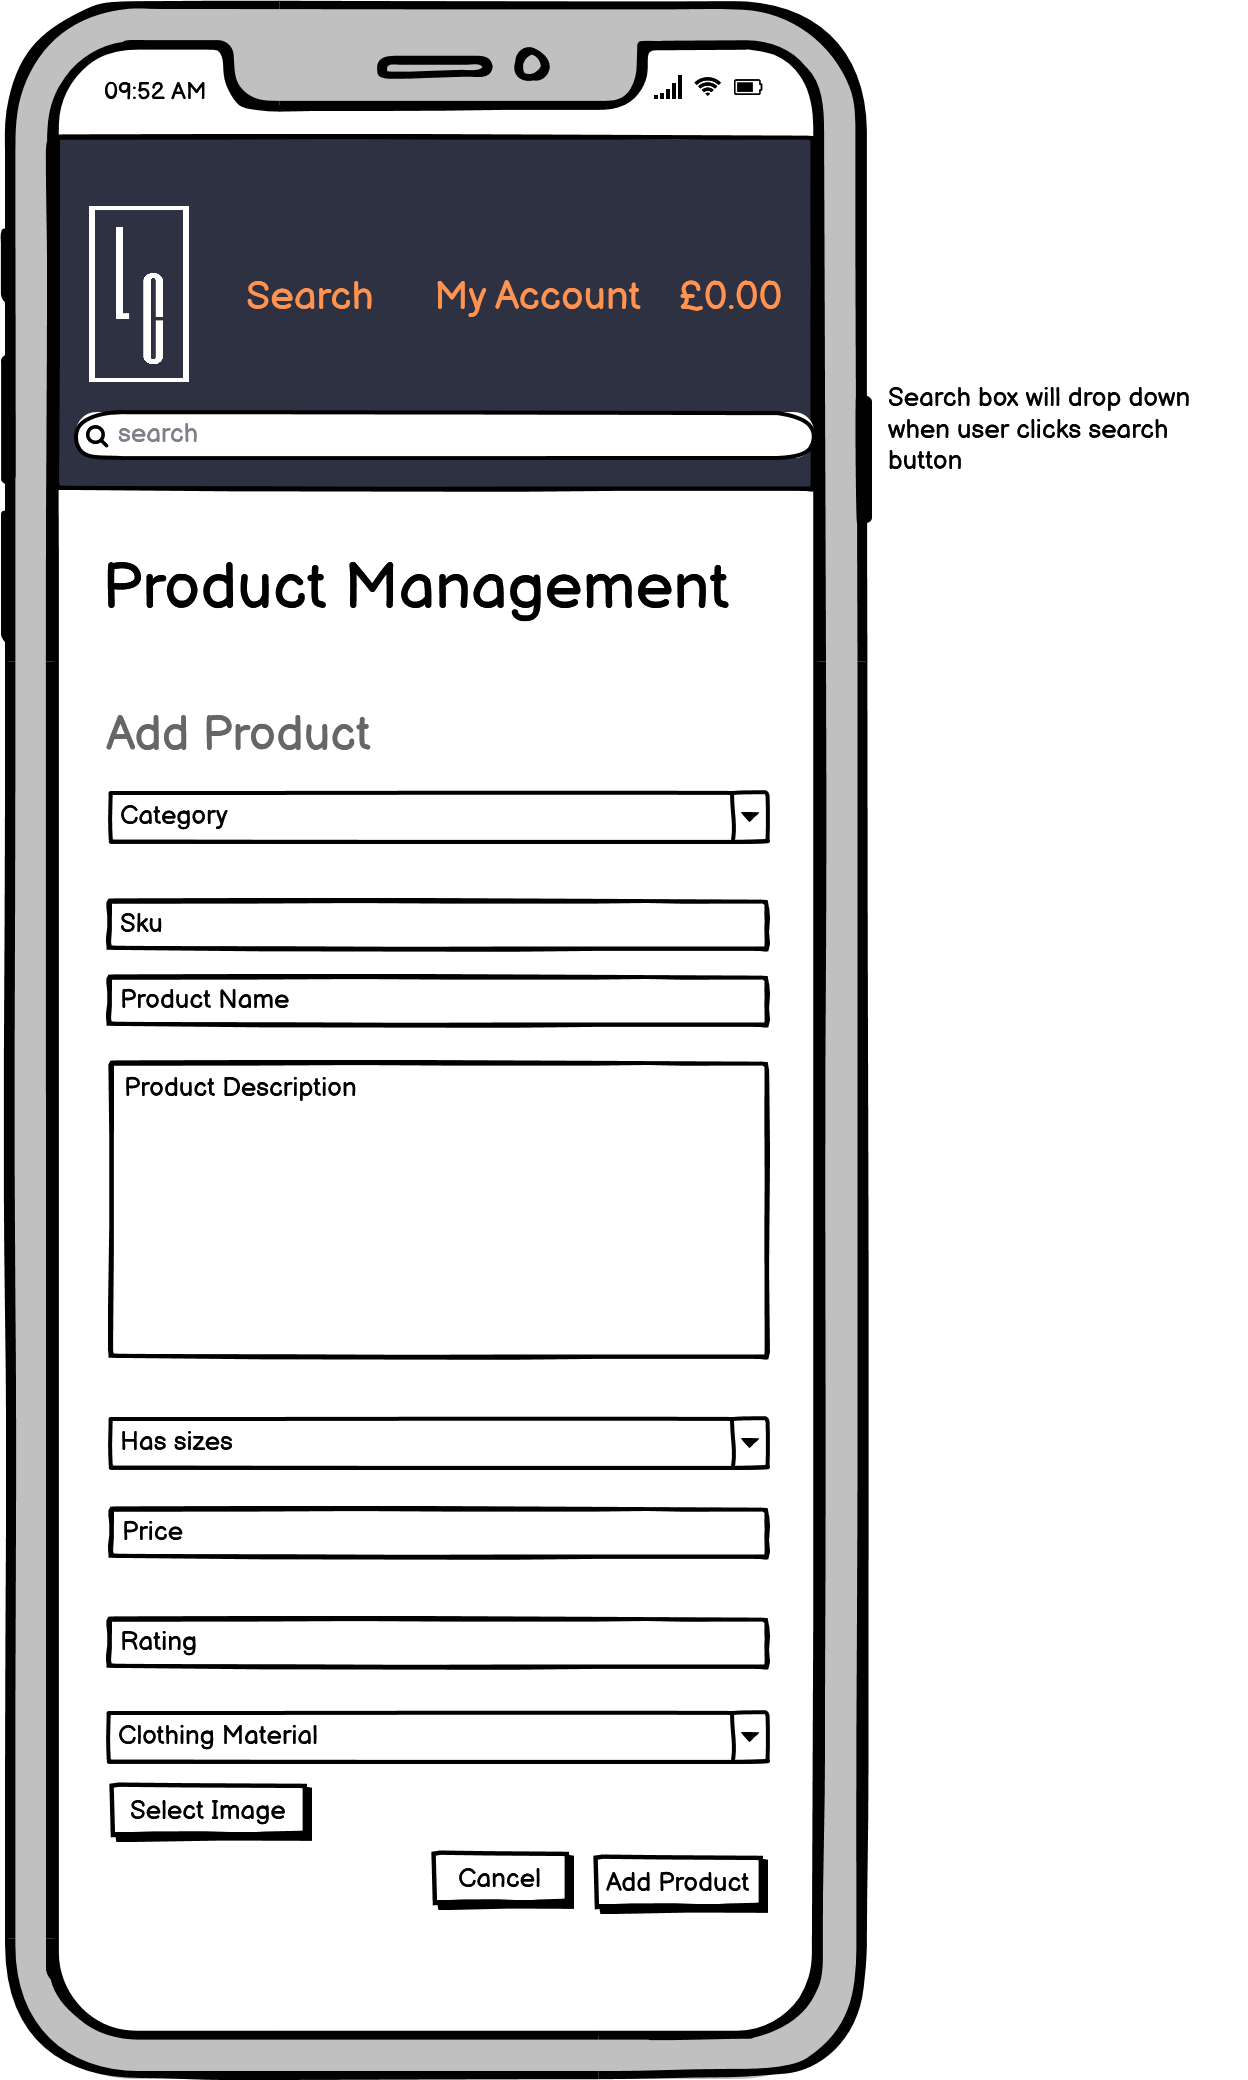 09:52 AM
LC
Search My Account £0.00
search
Search box will drop down
when user clicks search
button
Product Management
Add Product
Category
Sku
Product Name
Product Description
Has sizes
Price
Rating
Clothing Material
Select Image
Cancel Add Product